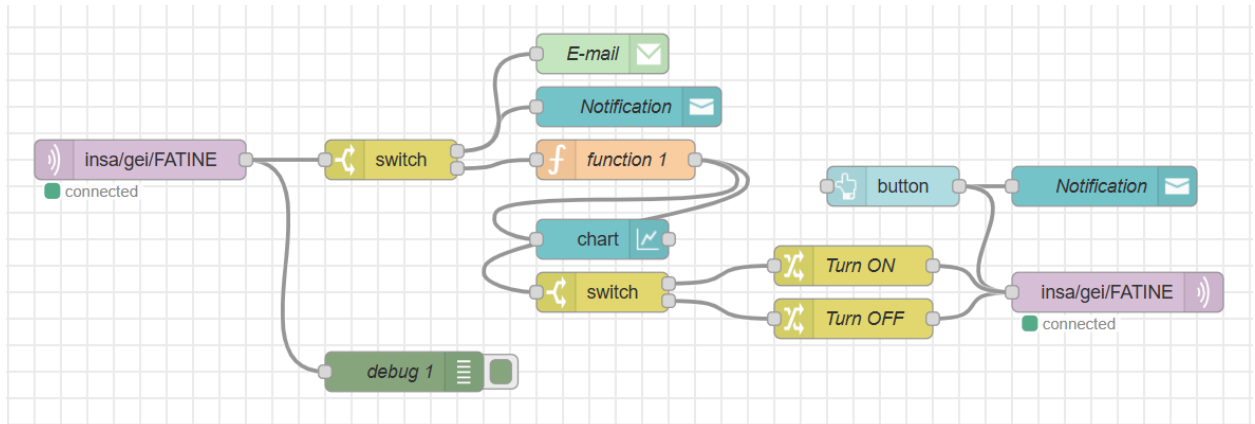 E-mail
Notification
insa/gei/FATINE
switch
function 1
connected
button
Notification
chart
Turn ON
switch
insa/gei/FATINE
Turn OFF
connected
debug 1